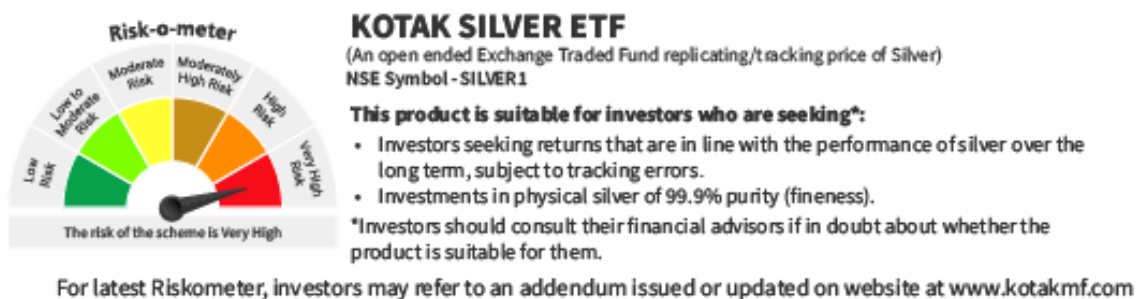 Risk-o-meter
Low Risk
Low to Moderate Risk
Moderate Risk
Moderately High Risk
High Risk
Very High Risk
The risk of the scheme is Very High
KOTAK SILVER ETF
(An open ended Exchange Traded Fund replicating/tracking price of Silver)
NSE Symbol - SILVER1
This product is suitable for investors who are seeking*:
• Investors seeking returns that are in line with the performance of silver over the
long term, subject to tracking errors.
• Investments in physical silver of 99.9% purity (fineness).
*Investors should consult their financial advisors if in doubt about whether the
product is suitable for them.
For latest Riskometer, investors may refer to an addendum issued or updated on website at www.kotakmf.com